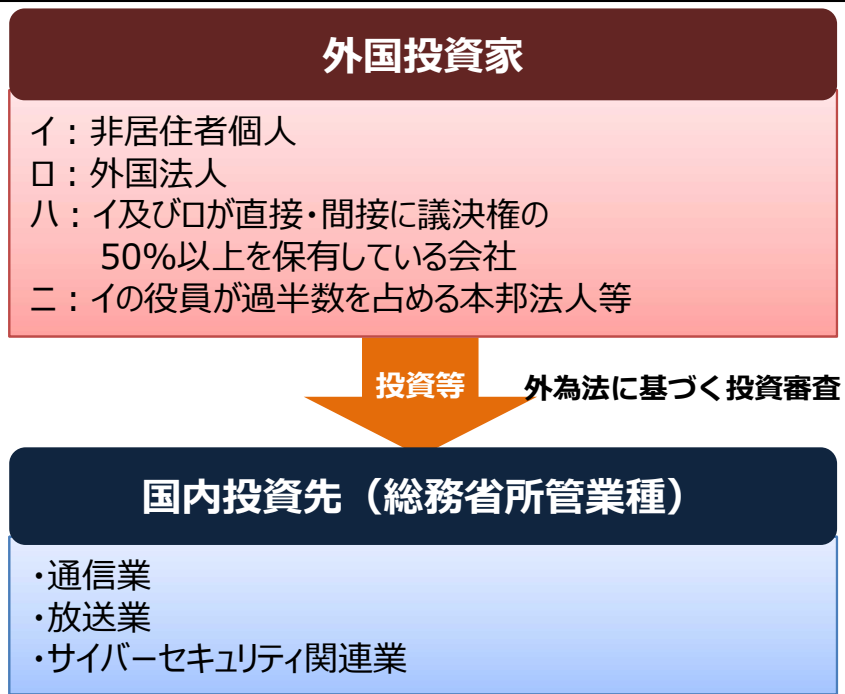 外国投資家
イ：非居住者個人
ロ：外国法人
ハ：イ及びロが直接・間接に議決権の
50%以上を保有している会社
ニ：イの役員が過半数を占める本邦法人等
投資等
外為法に基づく投資審査
国内投資先（総務省所管業種）
・通信業
・放送業
・サイバーセキュリティ関連業